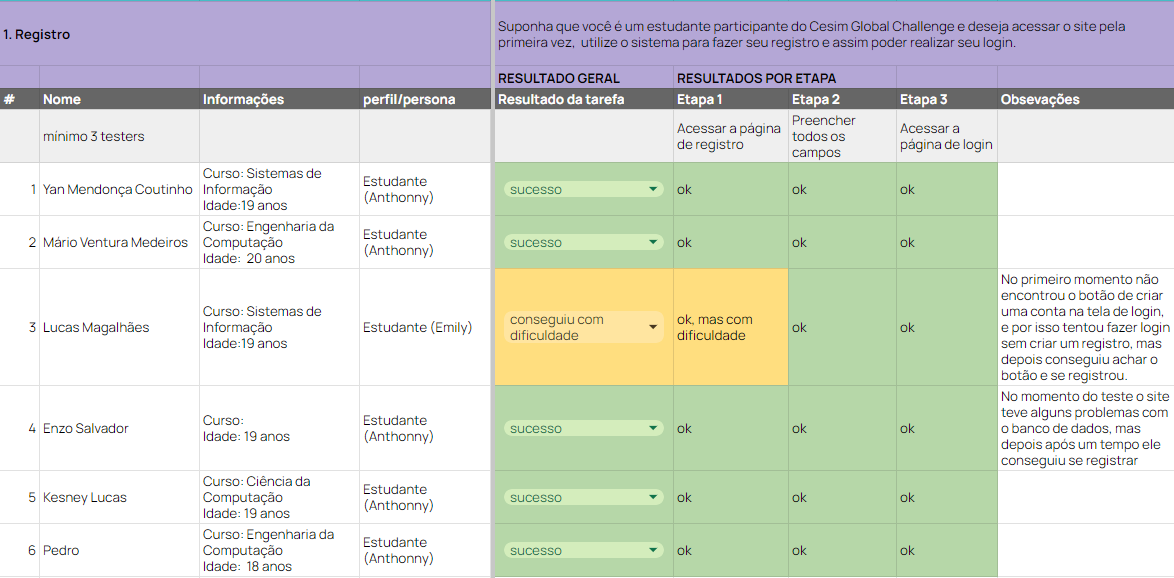 1. Registro
Suponha que você é um estudante participante do Cesim Global Challenge e deseja acessar o site pela
primeira vez, utilize o sistema para fazer seu registro e assim poder realizar seu login.
RESULTADO GERAL
RESULTADOS POR ETAPA
#
Nome
Informações
perfil/persona
Resultado da tarefa
Etapa 1
Etapa 2
Etapa 3
Obsevações
mínimo 3 testers
Acessar a página
de registro
Preencher
todos os
campos
Acessar a
página de login
1
Yan Mendonça Coutinho
Curso: Sistemas de
Informação
Idade:19 anos
Estudante
(Anthonny)
sucesso
ok
ok
ok
2
Mário Ventura Medeiros
Curso: Engenharia da
Computação
Idade: 20 anos
Estudante
(Anthonny)
sucesso
ok
ok
ok
3
Lucas Magalhães
Curso: Sistemas de
Informação
Idade:19 anos
Estudante (Emily)
conseguiu com
dificuldade
ok, mas com
dificuldade
ok
ok
No primeiro momento não
encontrou o botão de criar
uma conta na tela de login,
e por isso tentou fazer login
sem criar um registro, mas
depois conseguiu achar o
botão e se registrou.
4
Enzo Salvador
Curso:
Idade: 19 anos
Estudante
(Anthonny)
sucesso
ok
ok
ok
No momento do teste o site
teve alguns problemas com
o banco de dados, mas
depois após um tempo ele
conseguiu se registrar
5
Kesney Lucas
Curso: Ciência da
Computação
Idade: 19 anos
Estudante
(Anthonny)
sucesso
ok
ok
ok
6
Pedro
Curso: Engenharia da
Computação
Idade: 18 anos
Estudante
(Anthonny)
sucesso
ok
ok
ok